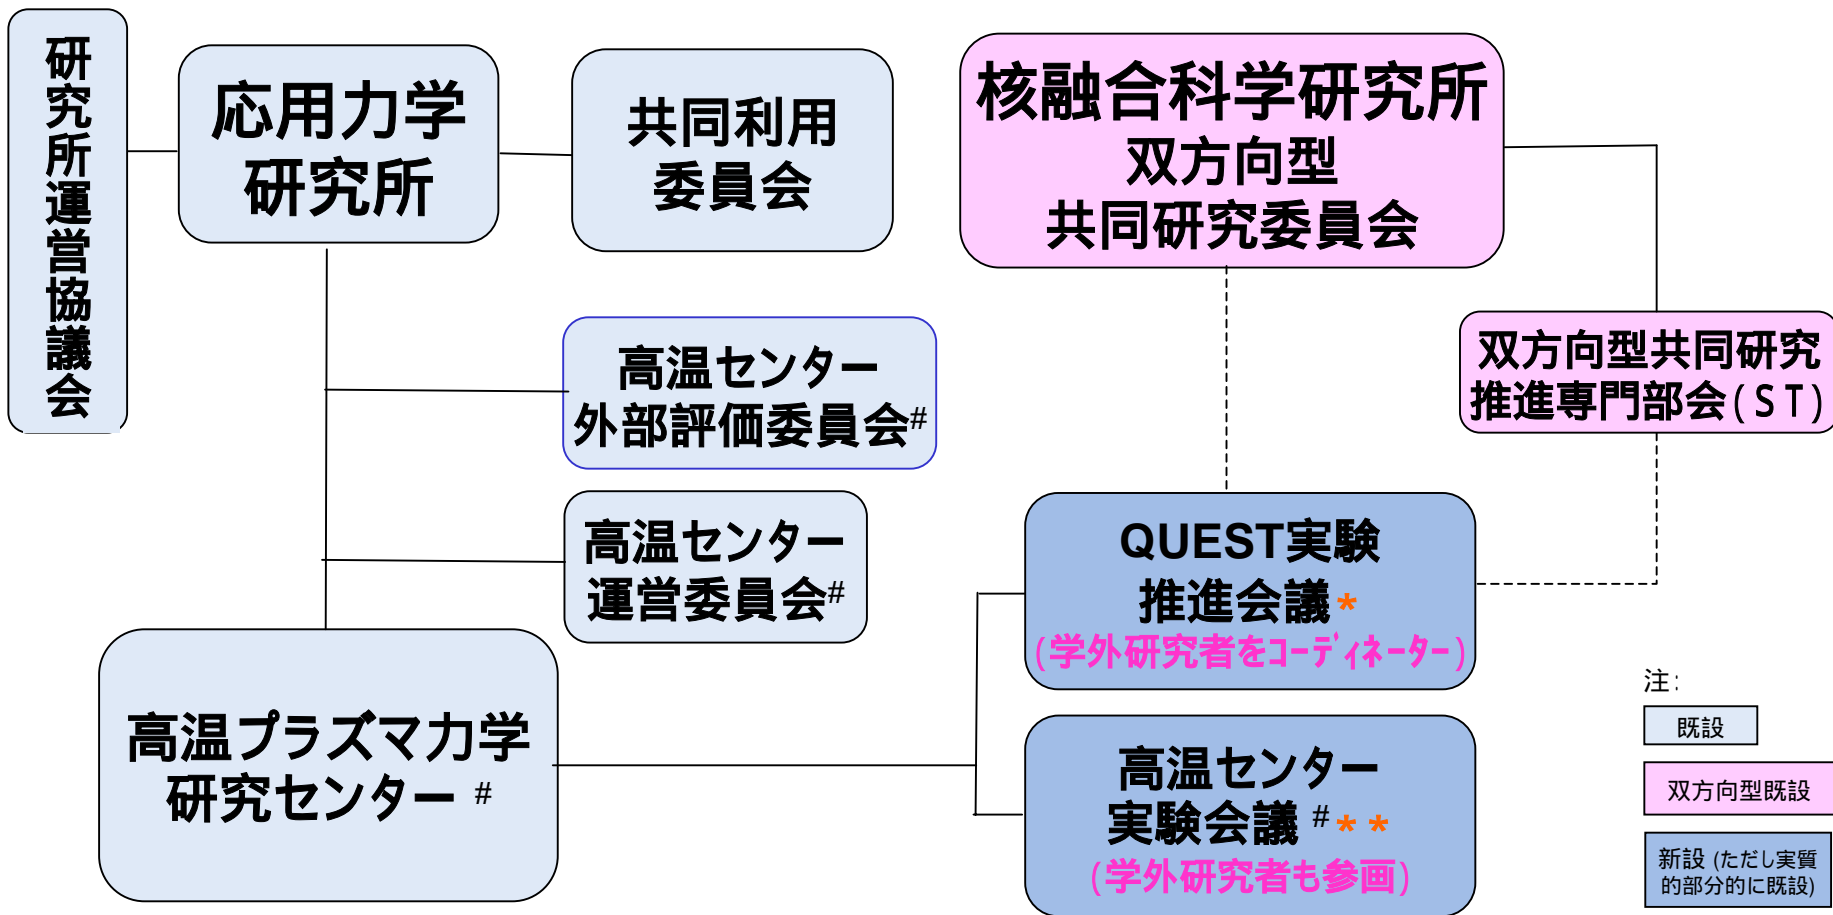 研究所運営協議会
応用力学
研究所
共同利用
委員会
核融合科学研究所
双方向型
共同研究委員会
双方向型共同研究
推進専門部会(ST)
高温センター
外部評価委員会#
高温センター
運営委員会#
QUEST実験
推進会議*
(学外研究者をｺｰﾃﾞｨﾈｰﾀｰ)
高温プラズマ力学
研究センター #
高温センター
実験会議 #**
(学外研究者も参画)
注:
既設
双方向型既設
新設 (ただし実質
的部分的に既設)